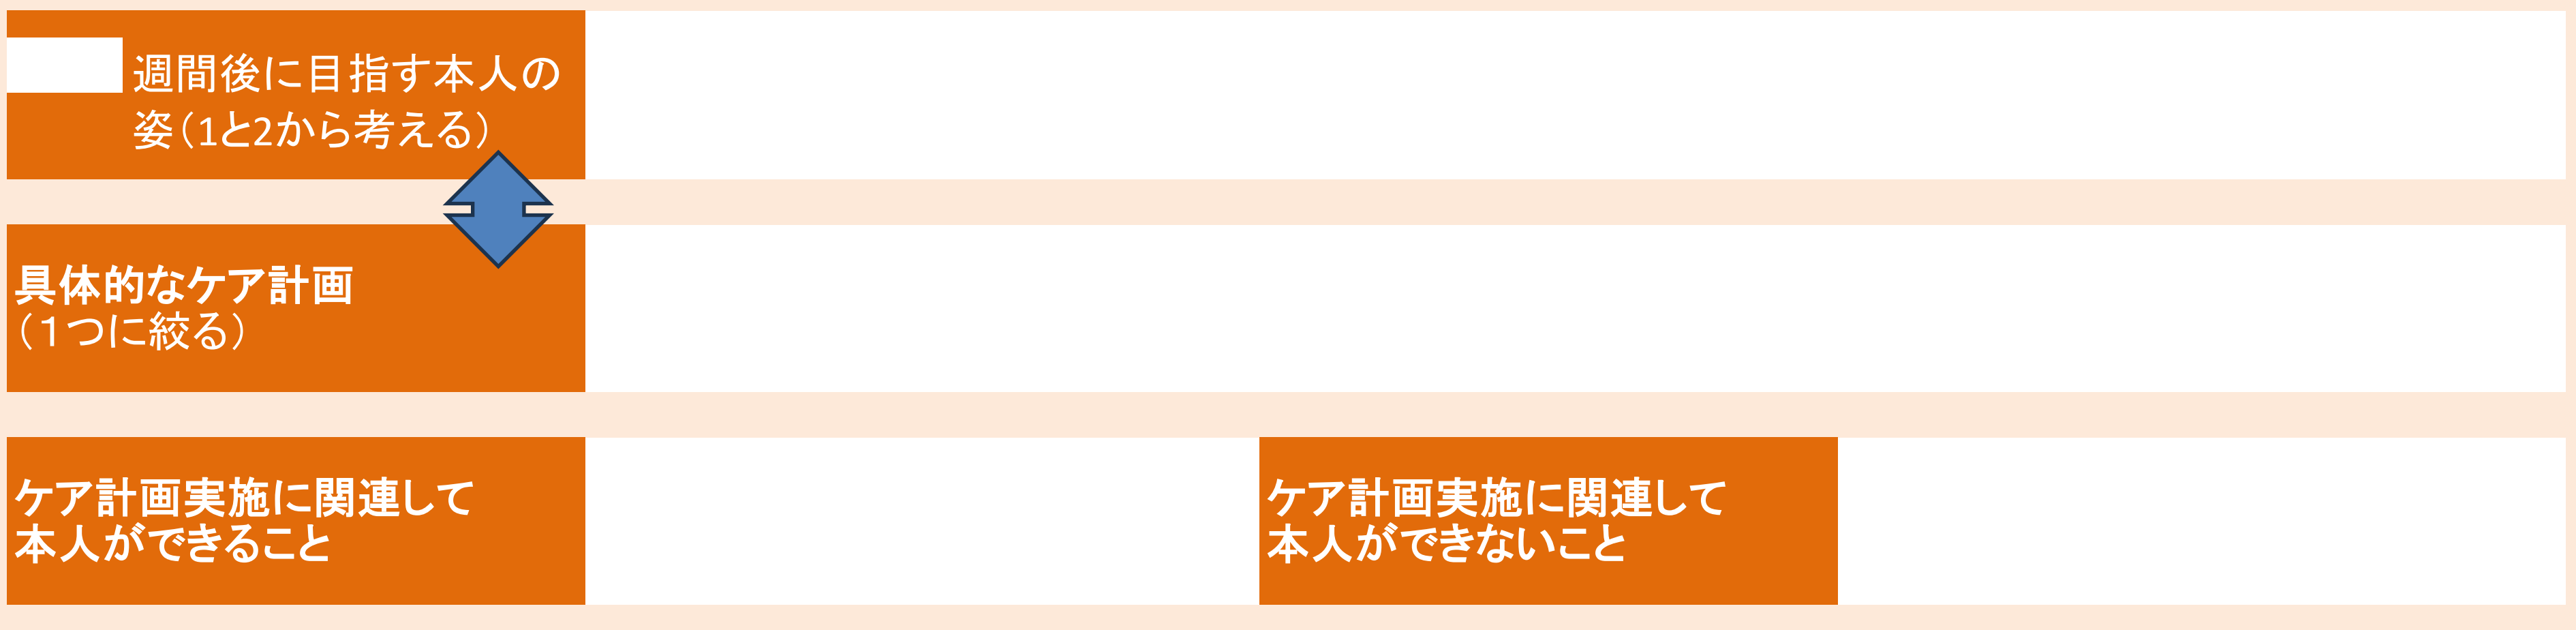 週間後に目指す本人の
姿（1と2から考える）
具体的なケア計画
（１つに絞る）
ケア計画実施に関連して
本人ができること
ケア計画実施に関連して
本人ができないこと